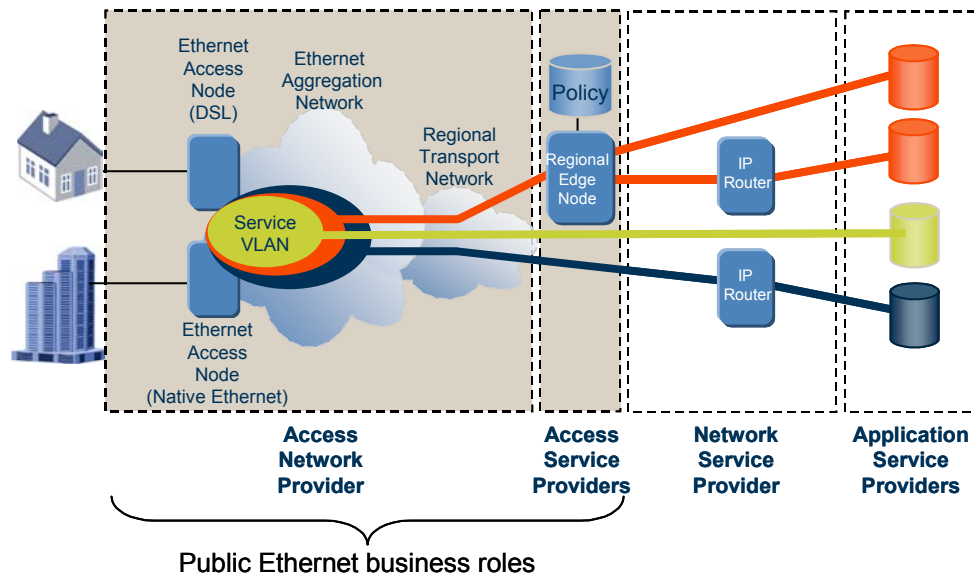 Ethernet
Access
Node
(DSL)
Ethernet
Aggregation
Network
Regional
Transport
Network
Policy
Regional
Edge
Node
IP
Router
Service
VLAN
IP
Router
Ethernet
Access
Node
(Native Ethernet)
Access
Network
Provider
Access
Service
Providers
Network
Service
Provider
Application
Service
Providers
Public Ethernet business roles